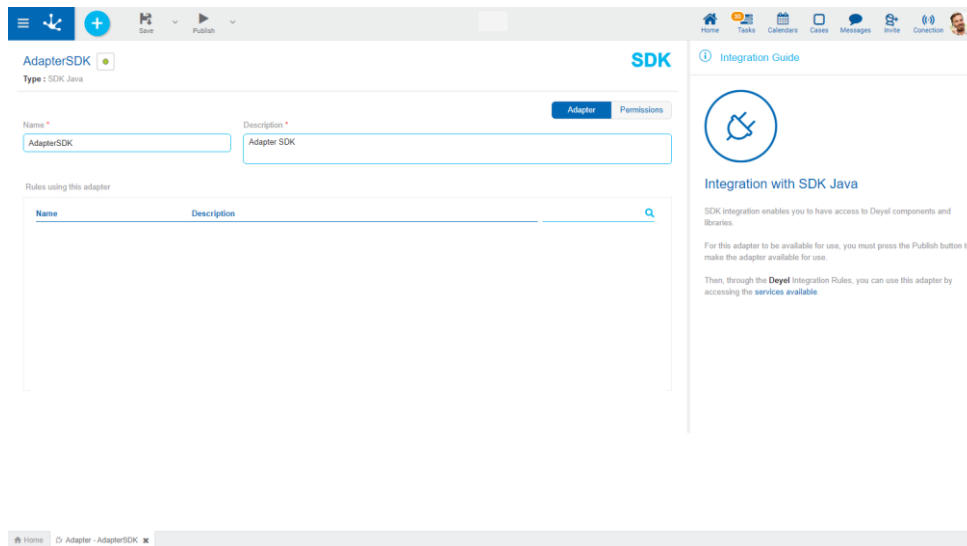 Save
Publish
Home
Tasks
Calendars
Cases
Messages
Invite
Conection
AdapterSDK
SDK
Type : SDK Java
Adapter
Permissions
Name *
Description *
AdapterSDK
Adapter SDK
Rules using this adapter
Name
Description
Integration Guide
Integration with SDK Java
SDK integration enables you to have access to Deyel components and
libraries.
For this adapter to be available for use, you must press the Publish button t
make the adapter available for use.
Then, through the Deyel Integration Rules, you can use this adapter by
accessing the services available.
Home
Adapter - AdapterSDK